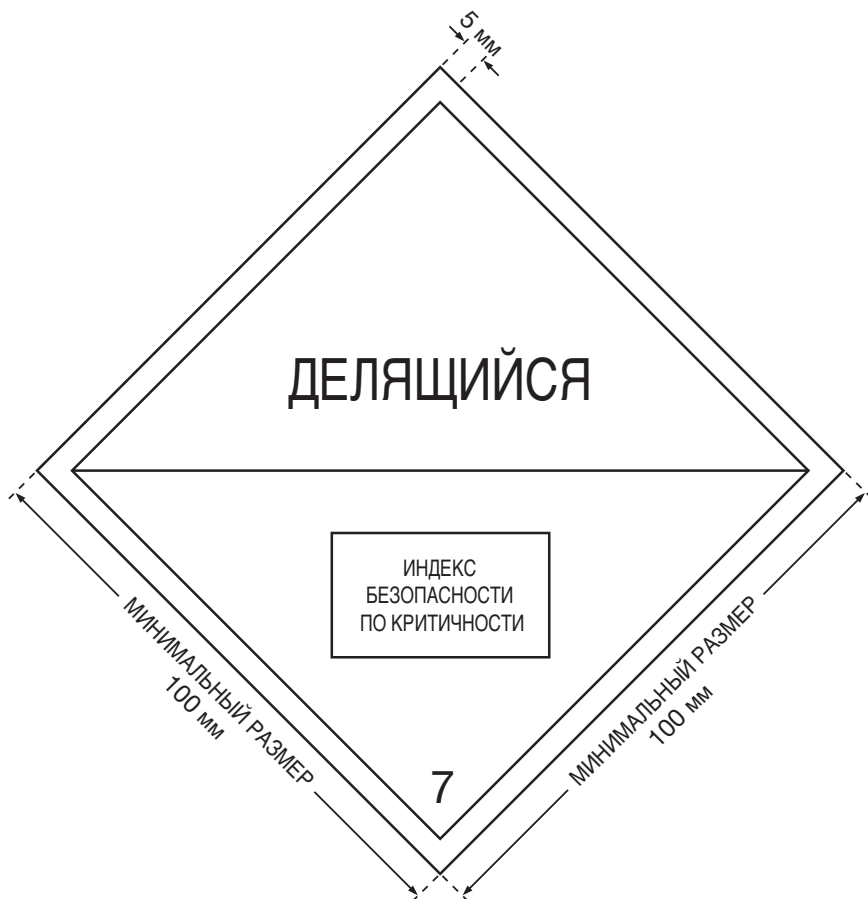 5 мм
ДЕЛЯЩИЙСЯ
ИНДЕКС
БЕЗОПАСНОСТИ
ПО КРИТИЧНОСТИ
МИНИМАЛЬНЫЙ РАЗМЕР
100 мм
МИНИМАЛЬНЫЙ РАЗМЕР
100 мм
7